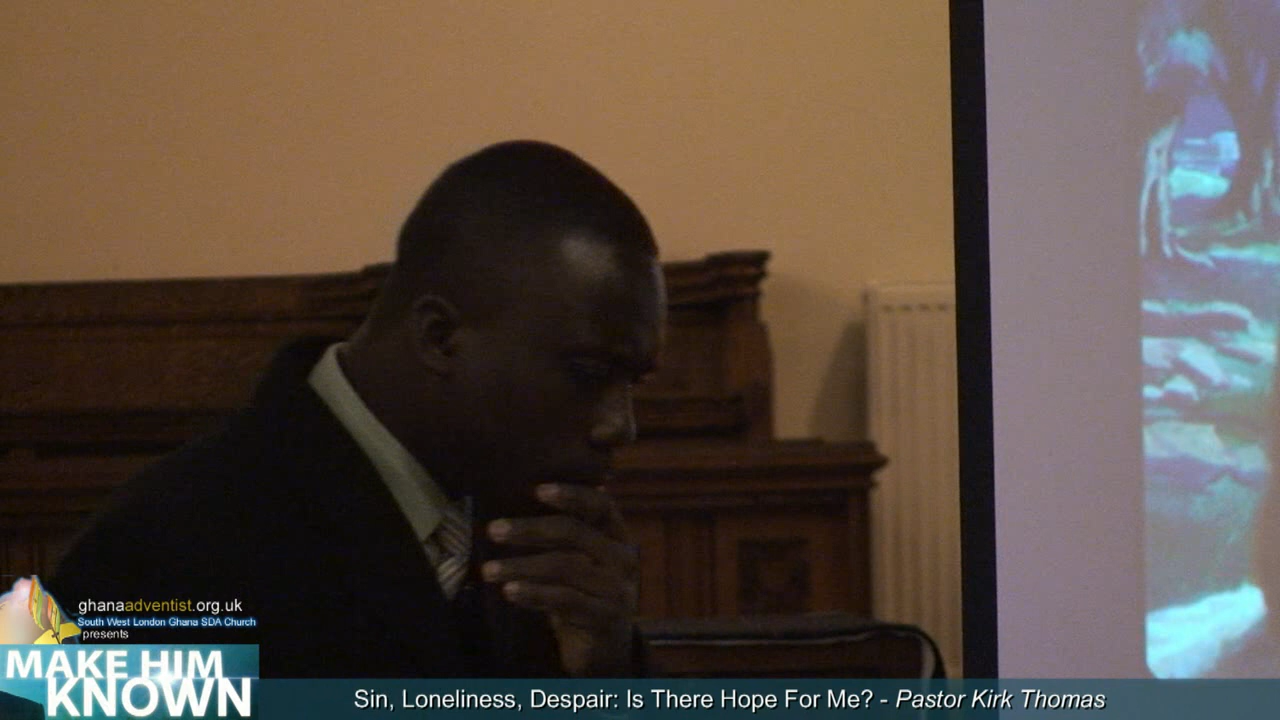 ghanaadventist.org.uk
South West London Ghana SDA Church
presents
MAKE HIM
KNOWN
Sin, Loneliness, Despair: Is There Hope For Me? - Pastor Kirk Thomas